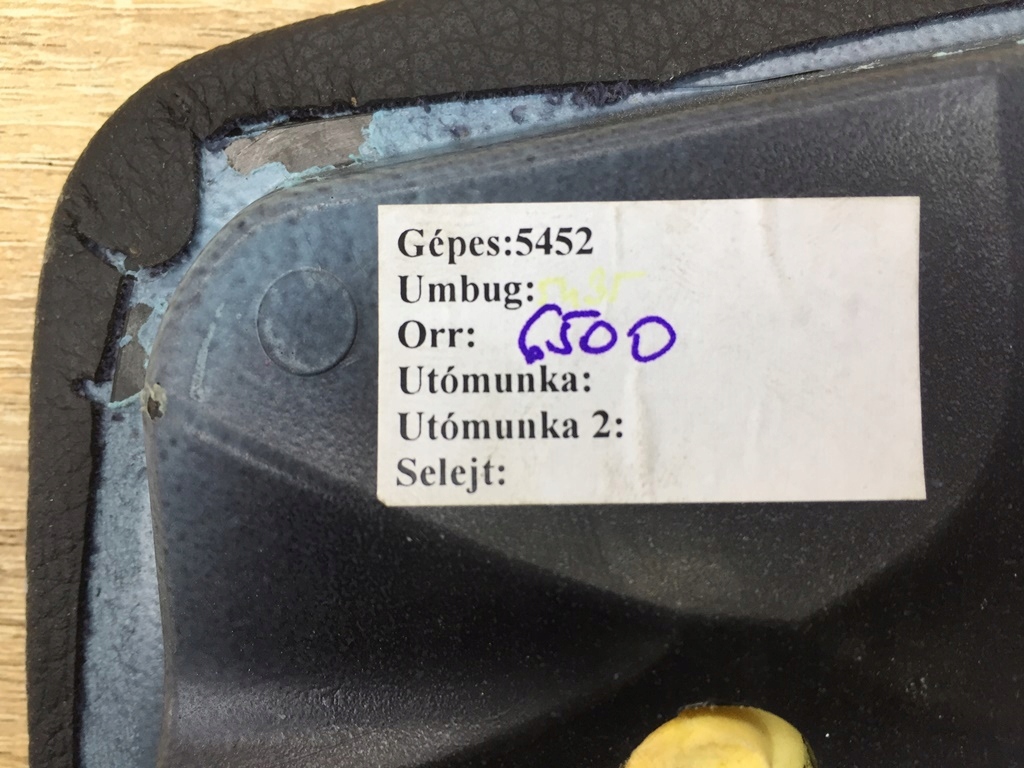 Gépes:5452
Umbug:
Orr: 6500
Utómunka:
Utómunka 2:
Selejt: